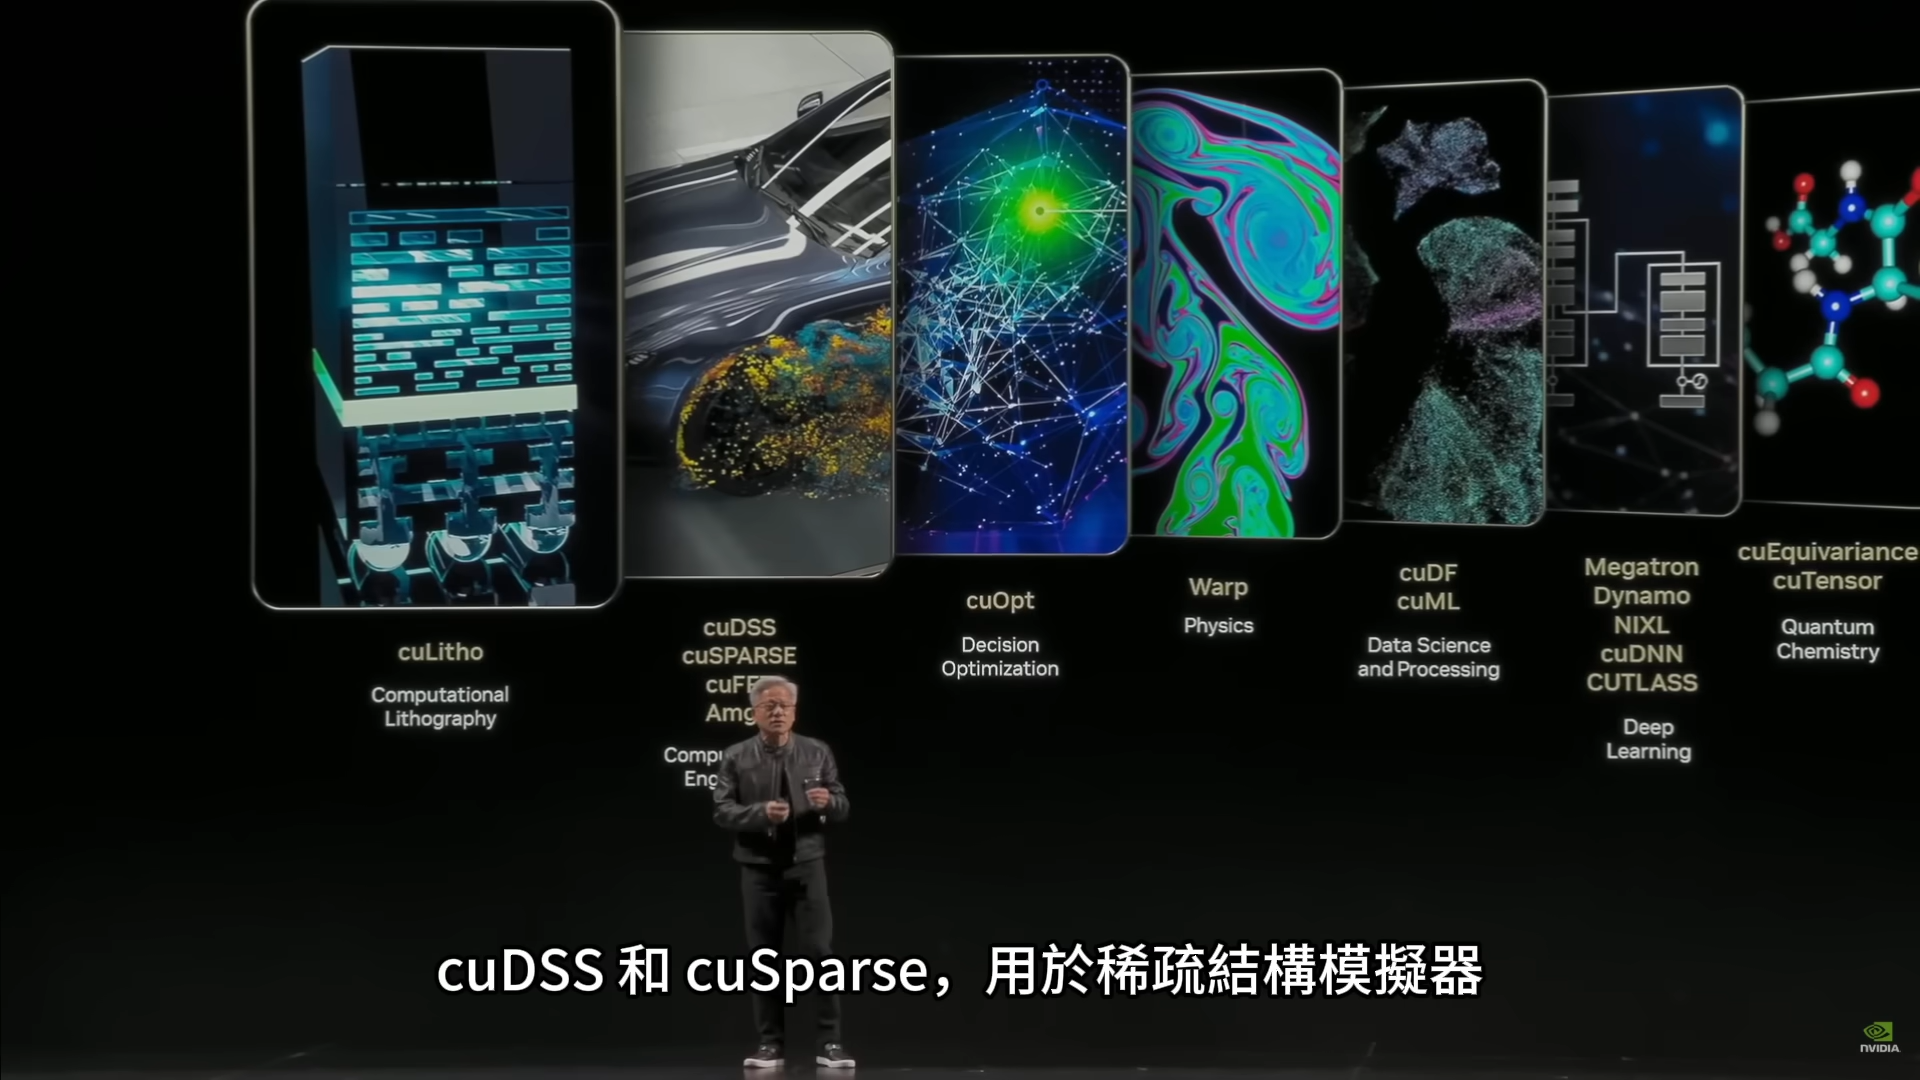 cuLitho
Computational
Lithography
cuDSS
cuSPARSE
cuOpt
Decision
Optimization
Warp
Physics
cuDF
cuML
Data Science
and Processing
Megatron
Dynamo
NIXL
cuDNN
CUTLASS
Deep
Learning
cuEquivariance
cuTensor
Quantum
Chemistry
cuDSS 和 cuSparse，用於稀疏結構模擬器
NVIDIA